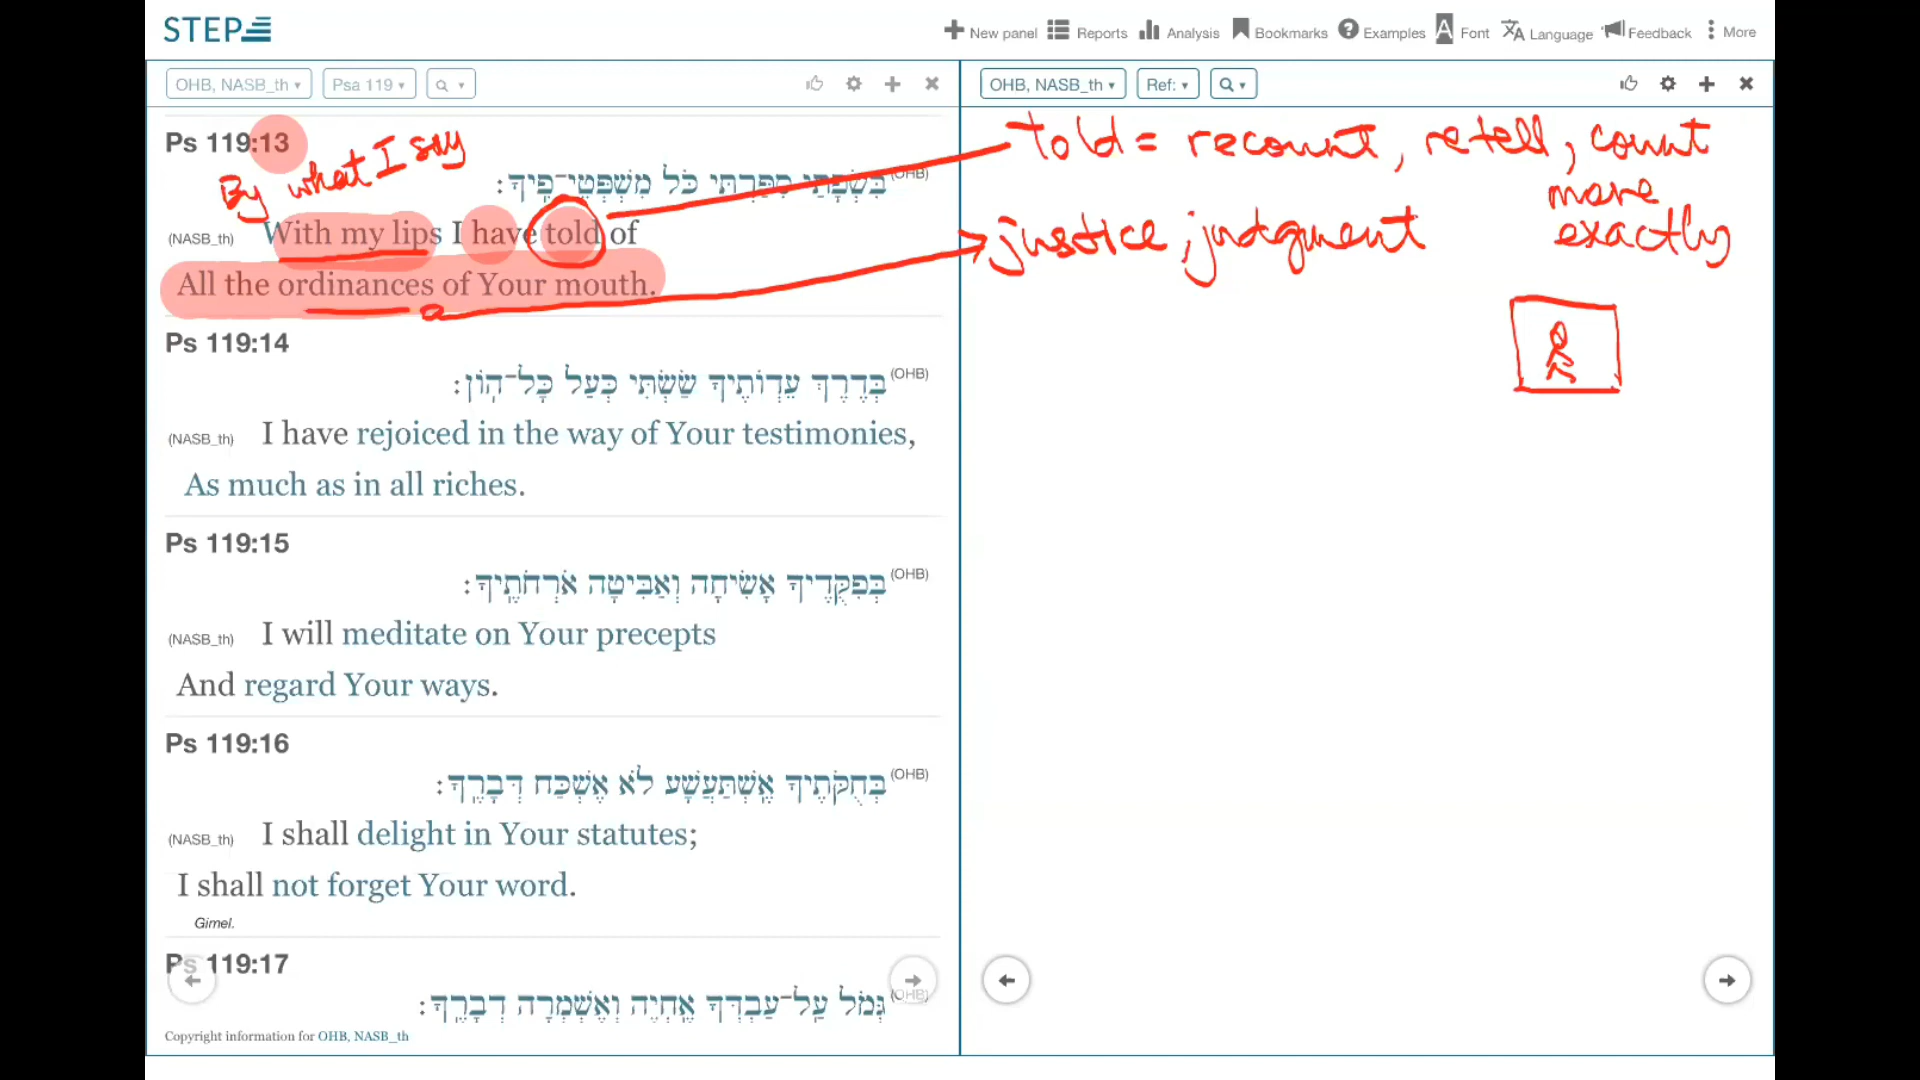 STEP
New panel Reports Analysis Bookmarks Examples Font Language Feedback More
OHB, NASB_th Psa 119
Ps 119:13
By what I say
בִּשְׂפָתַי סִפַּרְתִּי כֹּל מִשְׁפְּטֵי־פִֽיךָ׃ (OHB)
(NASB_th) With my lips I have told of
All the ordinances of Your mouth.
Ps 119:14
בְּדֶרֶךְ עֵדְוֺתֶיךָ שַׂשְׂתִּי כְּעַל כָּל־הֽוֹן׃ (OHB)
(NASB_th) I have rejoiced in the way of Your testimonies,
As much as in all riches.
Ps 119:15
בְּפִקֻּדֶיךָ אָשִׂיחָה וְאַבִּיטָה אֹרְחֹתֶֽיךָ׃ (OHB)
(NASB_th) I will meditate on Your precepts
And regard Your ways.
Ps 119:16
בְּחֻקֹּתֶיךָ אֶֽשְׁתַּעֲשָׁע לֹא אֶשְׁכַּח דְּבָרֶֽךָ׃ (OHB)
(NASB_th) I shall delight in Your statutes;
I shall not forget Your word.
Gimel.
Ps 119:17
גְּמֹל עַֽל־עַבְדְּךָ אֶֽחְיֶה וְאֶשְׁמְרָה דְבָרֶֽךָ׃ (OHB)
Copyright information for OHB, NASB_th
OHB, NASB_th Ref:
told = recount, retell, count
more
exactly
justice, judgment